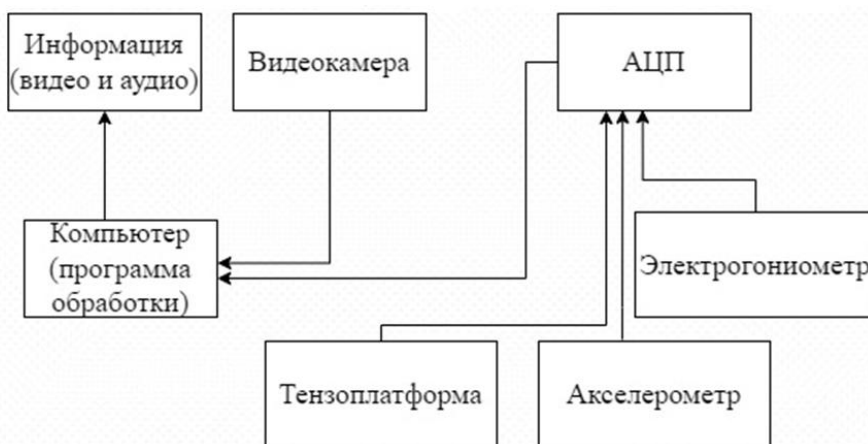 Информация
(видео и аудио)
Видеокамера
АЦП
Компьютер
(программа
обработки)
Электрогониометр
Тензоплатформа
Акселерометр